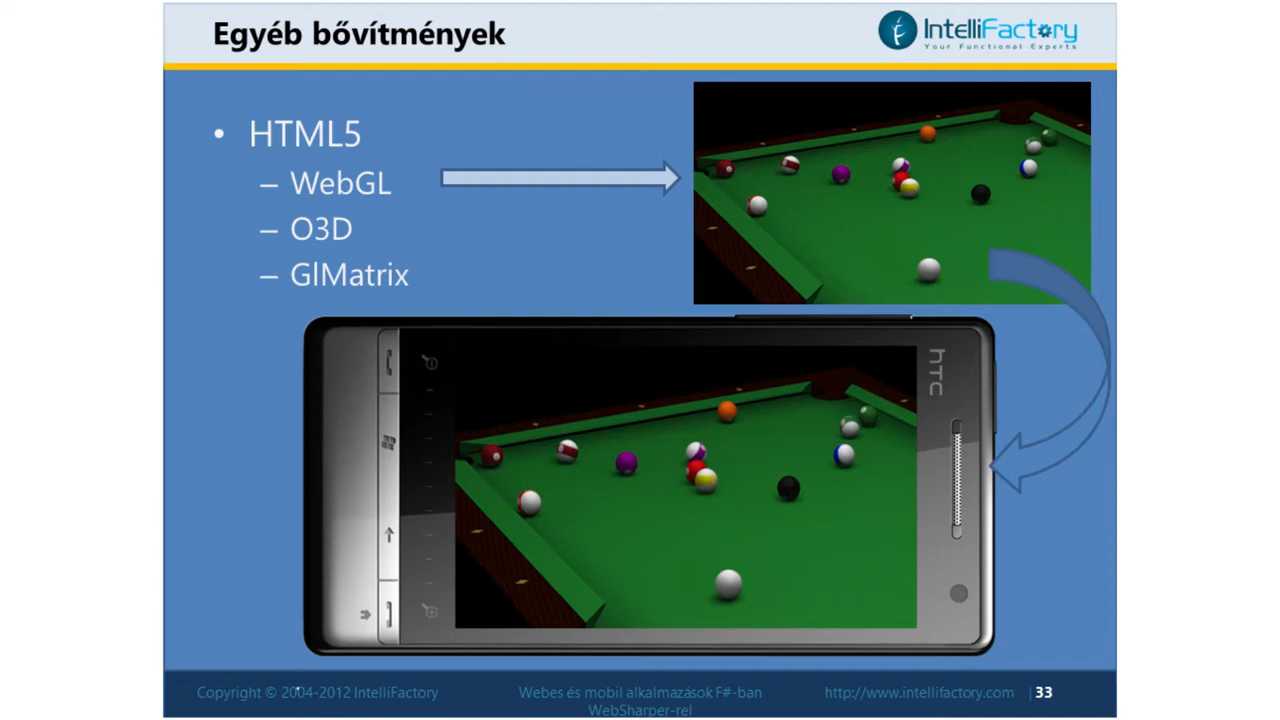 Egyéb bővítmények
IntelliFactory
Your Functional Experts
• HTML5
– WebGL
– O3D
– GlMatrix
hTC
Copyright © 2004-2012 IntelliFactory
Webes és mobil alkalmazások F#-ban
WebSharper-rel
http://www.intellifactory.com | 33